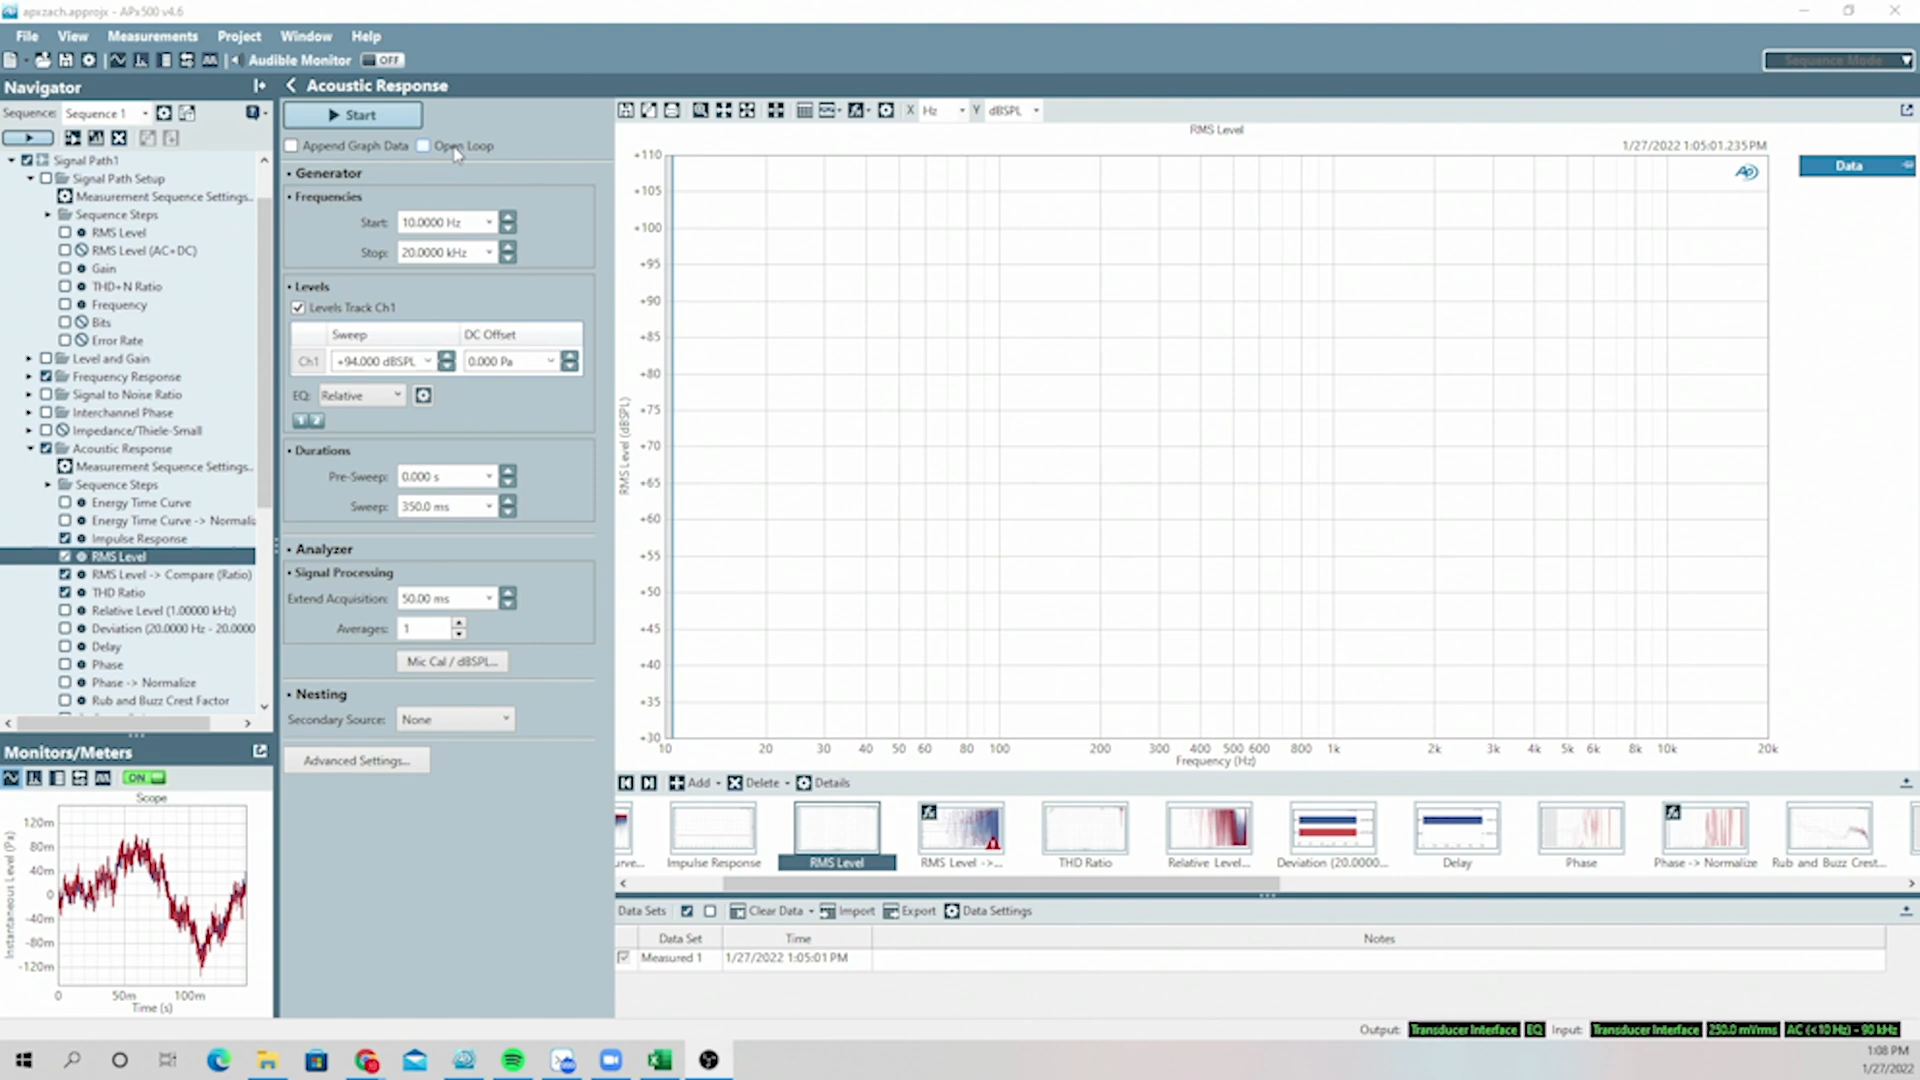 apxzach.approjx - APx500 v4.6
File View Measurements Project Window Help
Audible Monitor OFF
Sequence Mode
Navigator
Sequence: Sequence 1
Signal Path1
Signal Path Setup
Measurement Sequence Settings...
Sequence Steps
RMS Level
RMS Level (AC+DC)
Gain
THD+N Ratio
Frequency
Bits
Error Rate
Level and Gain
Frequency Response
Signal to Noise Ratio
Interchannel Phase
Impedance/Thiele-Small
Acoustic Response
Measurement Sequence Settings...
Sequence Steps
Energy Time Curve
Energy Time Curve -> Normaliz
Impulse Response
RMS Level
RMS Level -> Compare (Ratio)
THD Ratio
Relative Level (1.00000 kHz)
Deviation (20.0000 Hz - 20.0000
Delay
Phase
Phase -> Normalize
Rub and Buzz Crest Factor
Monitors/Meters
ON
Scope
Instantaneous Level (Pa)
120m
80m
40m
0
-40m
-80m
-120m
0 50m 100m
Time (s)
Acoustic Response
Start
Append Graph Data Open Loop
Generator
Frequencies
Start: 10.0000 Hz
Stop: 20.0000 kHz
Levels
Levels Track Ch1
Sweep DC Offset
Ch1 +94.000 dBSPL 0.000 Pa
EQ: Relative
1 2
Durations
Pre-Sweep: 0.000 s
Sweep: 350.0 ms
Analyzer
Signal Processing
Extend Acquisition: 50.00 ms
Averages: 1
Mic Cal / dBSPL...
Nesting
Secondary Source: None
Advanced Settings...
X Hz Y dBSPL
RMS Level
1/27/2022 1:05:01.235 PM
Data
AP
RMS Level (dBSPL)
+110
+105
+100
+95
+90
+85
+80
+75
+70
+65
+60
+55
+50
+45
+40
+35
+30
10 20 30 40 50 60 80 100 200 300 400 500 600 800 1k 2k 3k 4k 5k 6k 8k 10k 20k
Frequency (Hz)
Add Delete Details
urve... Impulse Response RMS Level RMS Level ->... THD Ratio Relative Level... Deviation (20.0000... Delay Phase Phase -> Normalize Rub and Buzz Crest...
Data Sets Clear Data Import Export Data Settings
Data Set Time Notes
Measured 1 1/27/2022 1:05:01 PM
Output: Transducer Interface EQ Input: Transducer Interface 250.0 mVrms AC (<10 Hz) - 90 kHz
1:08 PM
1/27/2022